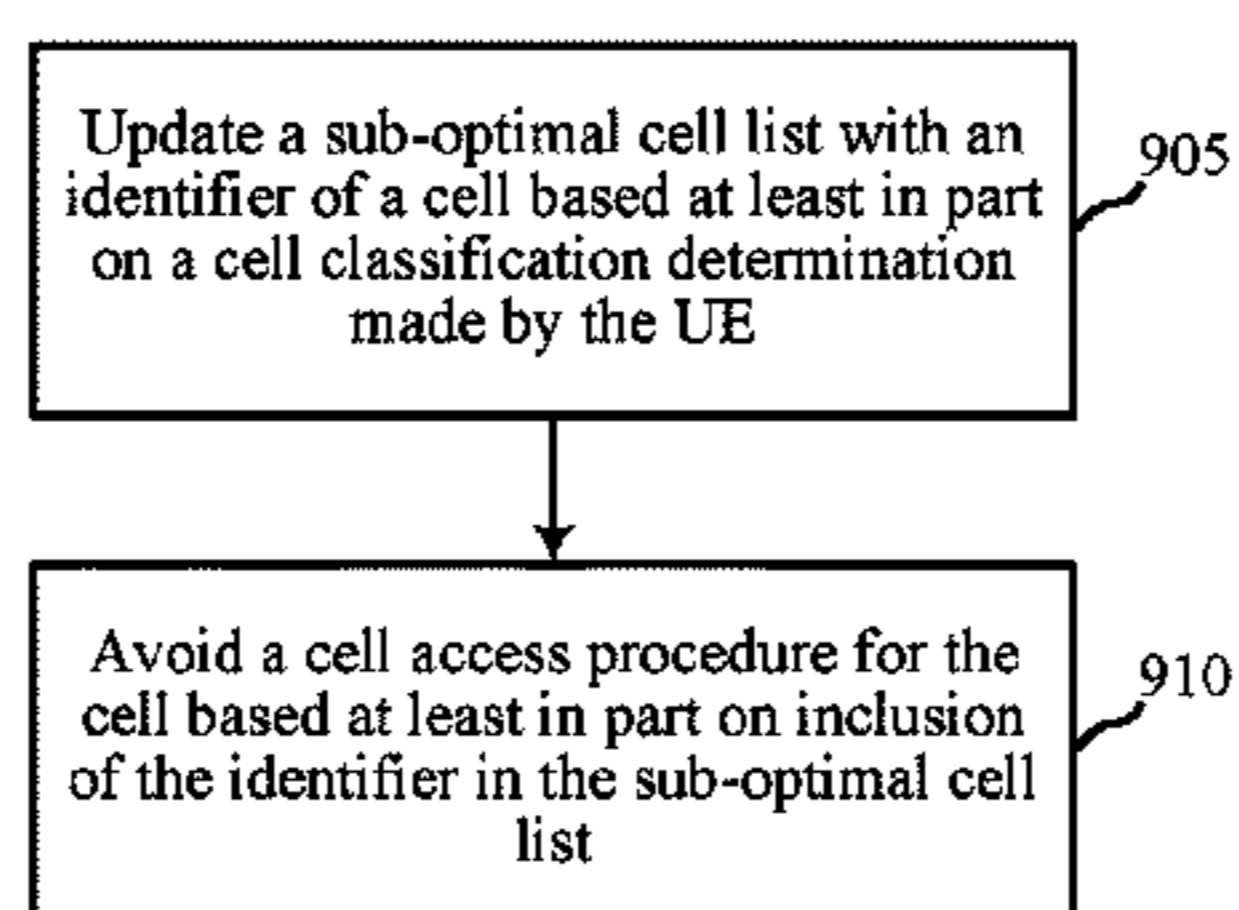 Update a sub-optimal cell list with an
identifier of a cell based at least in part
on a cell classification determination
made by the UE
905
Avoid a cell access procedure for the
cell based at least in part on inclusion
of the identifier in the sub-optimal cell
list
910